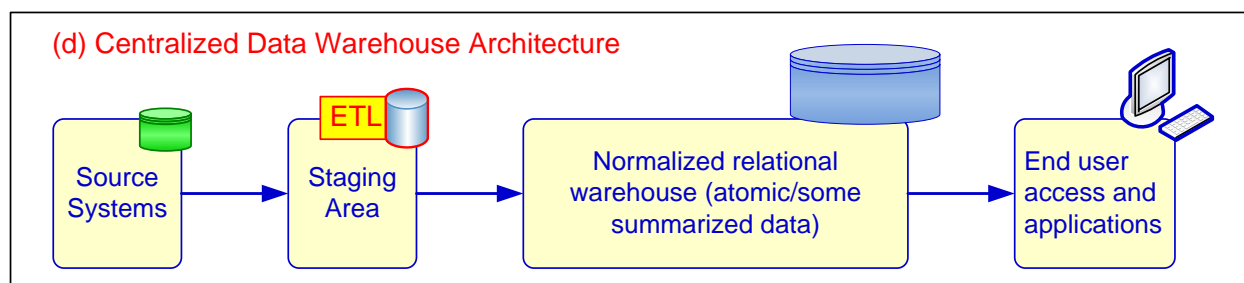 (d) Centralized Data Warehouse Architecture
ETL
Source
Systems
Staging
Area
Normalized relational
warehouse (atomic/some
summarized data)
End user
access and
applications